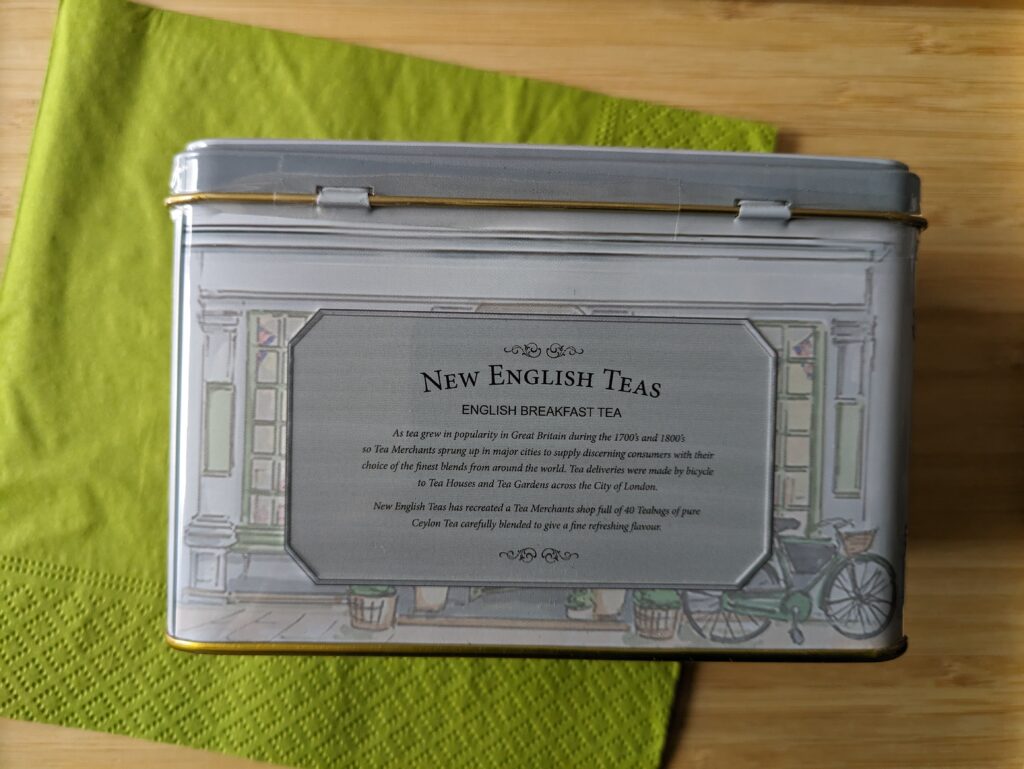 New English Teas
ENGLISH BREAKFAST TEA
As tea grew in popularity in Great Britain during the 1700's and 1800's
so Tea Merchants sprung up in major cities to supply discerning consumers with their
choice of the finest blends from around the world. Tea deliveries were made by bicycle
to Tea Houses and Tea Gardens across the City of London.
New English Teas has recreated a Tea Merchants shop full of 40 Teabags of pure
Ceylon Tea carefully blended to give a fine refreshing flavour.